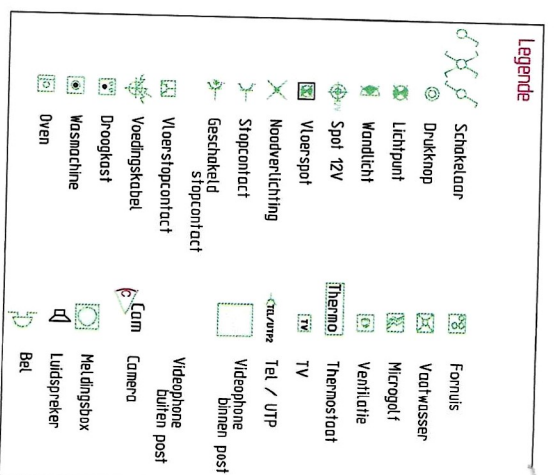 Legende
Schakelaar
Drukknop
Lichtpunt
Wandlicht
Spot 12V
Vloerspot
Noodverlichting
Stopcontact
Geschakeld
stopcontact
Vloerstopcontact
Voedingskabel
Droogkast
Wasmachine
Oven
Fornuis
Vaatwasser
Microgolf
Ventilatie
Thermo Thermostaat
TV TV
TEL/UTP2 Tel / UTP
Videophone
binnen post
Videophone
buiten post
C Cam Camera
Meldingsbox
Luidspreker
Bel